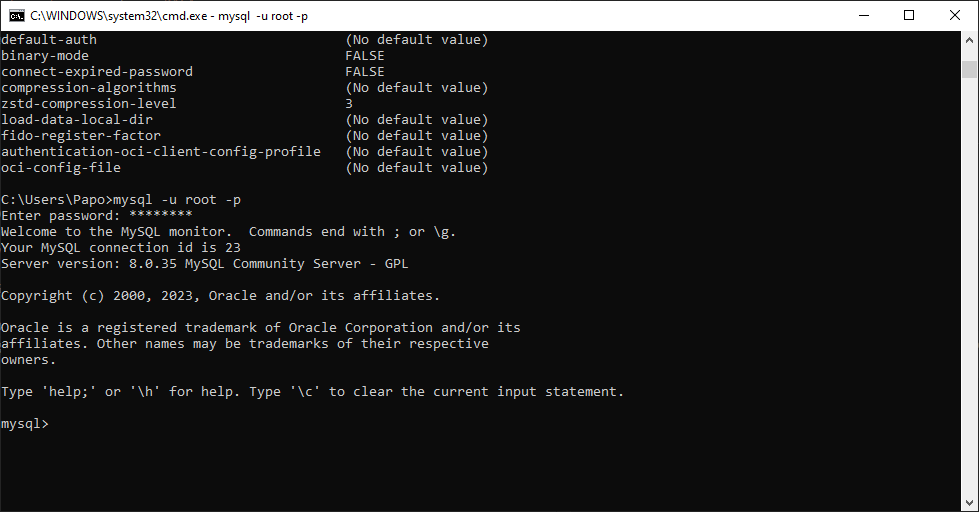 C:\WINDOWS\system32\cmd.exe - mysql  -u root -p
default-auth                               (No default value)
binary-mode                                FALSE
connect-expired-password                   FALSE
compression-algorithms                     (No default value)
zstd-compression-level                     3
load-data-local-dir                        (No default value)
fido-register-factor                       (No default value)
authentication-oci-client-config-profile   (No default value)
oci-config-file                            (No default value)

C:\Users\Papo>mysql -u root -p
Enter password: ********
Welcome to the MySQL monitor.  Commands end with ; or \g.
Your MySQL connection id is 23
Server version: 8.0.35 MySQL Community Server - GPL

Copyright (c) 2000, 2023, Oracle and/or its affiliates.

Oracle is a registered trademark of Oracle Corporation and/or its
affiliates. Other names may be trademarks of their respective
owners.

Type 'help;' or '\h' for help. Type '\c' to clear the current input statement.

mysql>